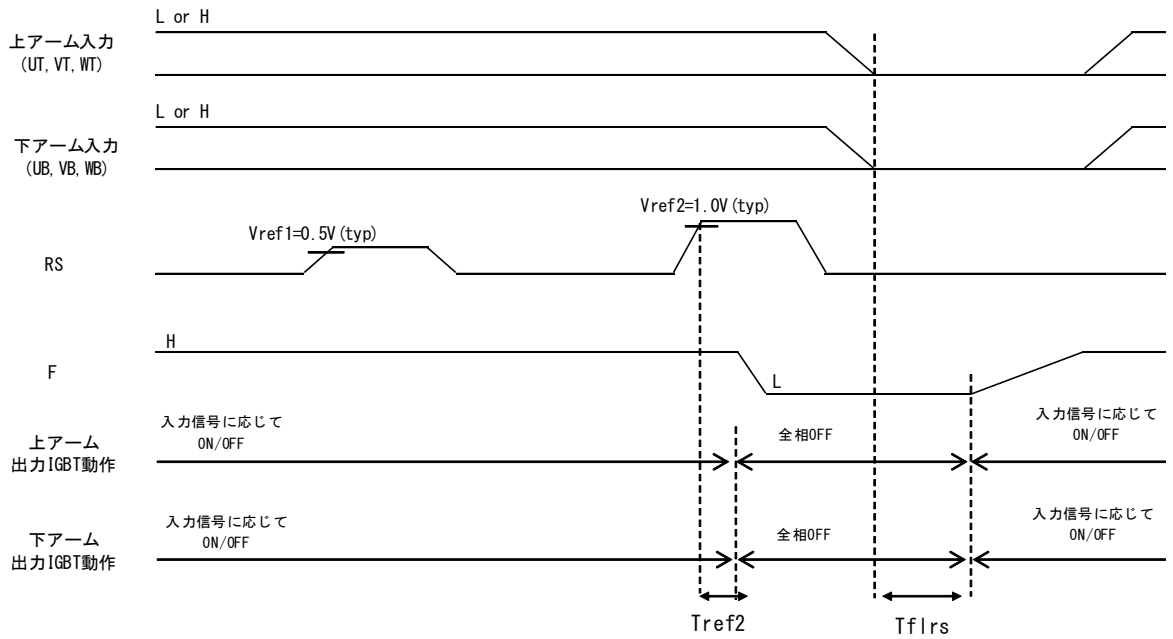 L or H
上アーム入力
(UT, VT, WT)
L or H
下アーム入力
(UB, VB, WB)
Vref1=0.5V(typ)
Vref2=1.0V(typ)
RS
H
F
L
入力信号に応じて
ON/OFF
全相OFF
入力信号に応じて
ON/OFF
上アーム
出力IGBT動作
入力信号に応じて
ON/OFF
全相OFF
入力信号に応じて
ON/OFF
下アーム
出力IGBT動作
Tref2
Tflrs